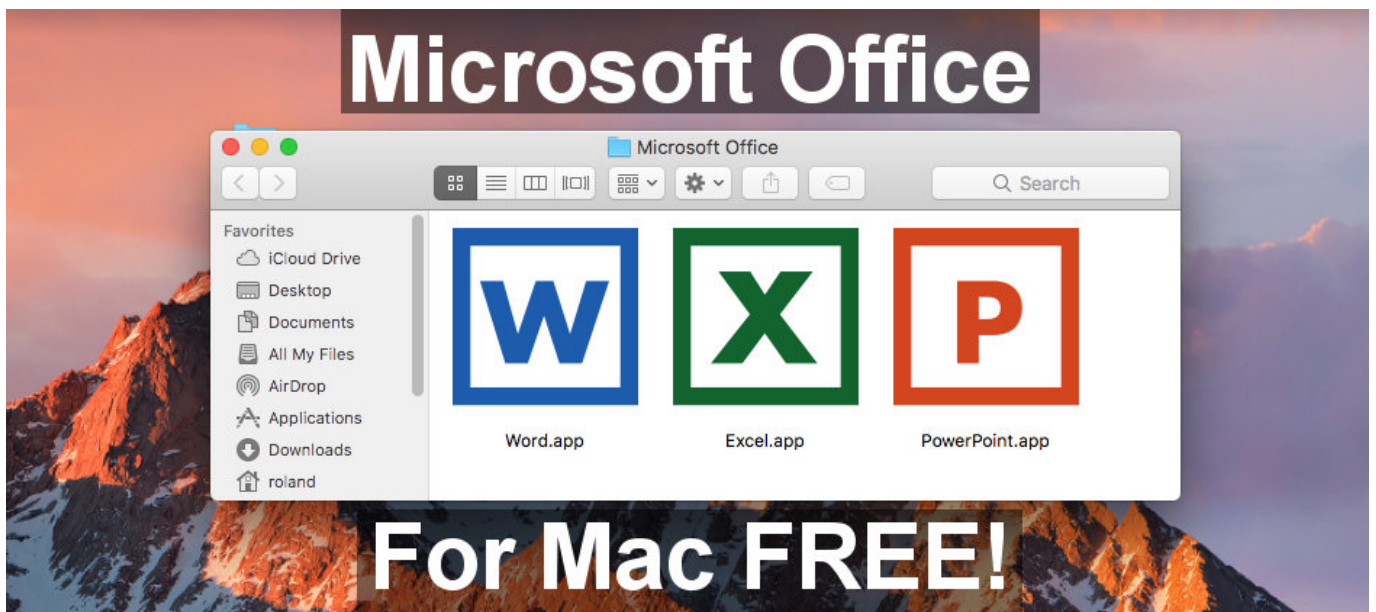 Microsoft Office
Microsoft Office
Search
Favorites
iCloud Drive
Desktop
Documents
All My Files
AirDrop
Applications
Downloads
roland
W X P
Word.app Excel.app PowerPoint.app
For Mac FREE!